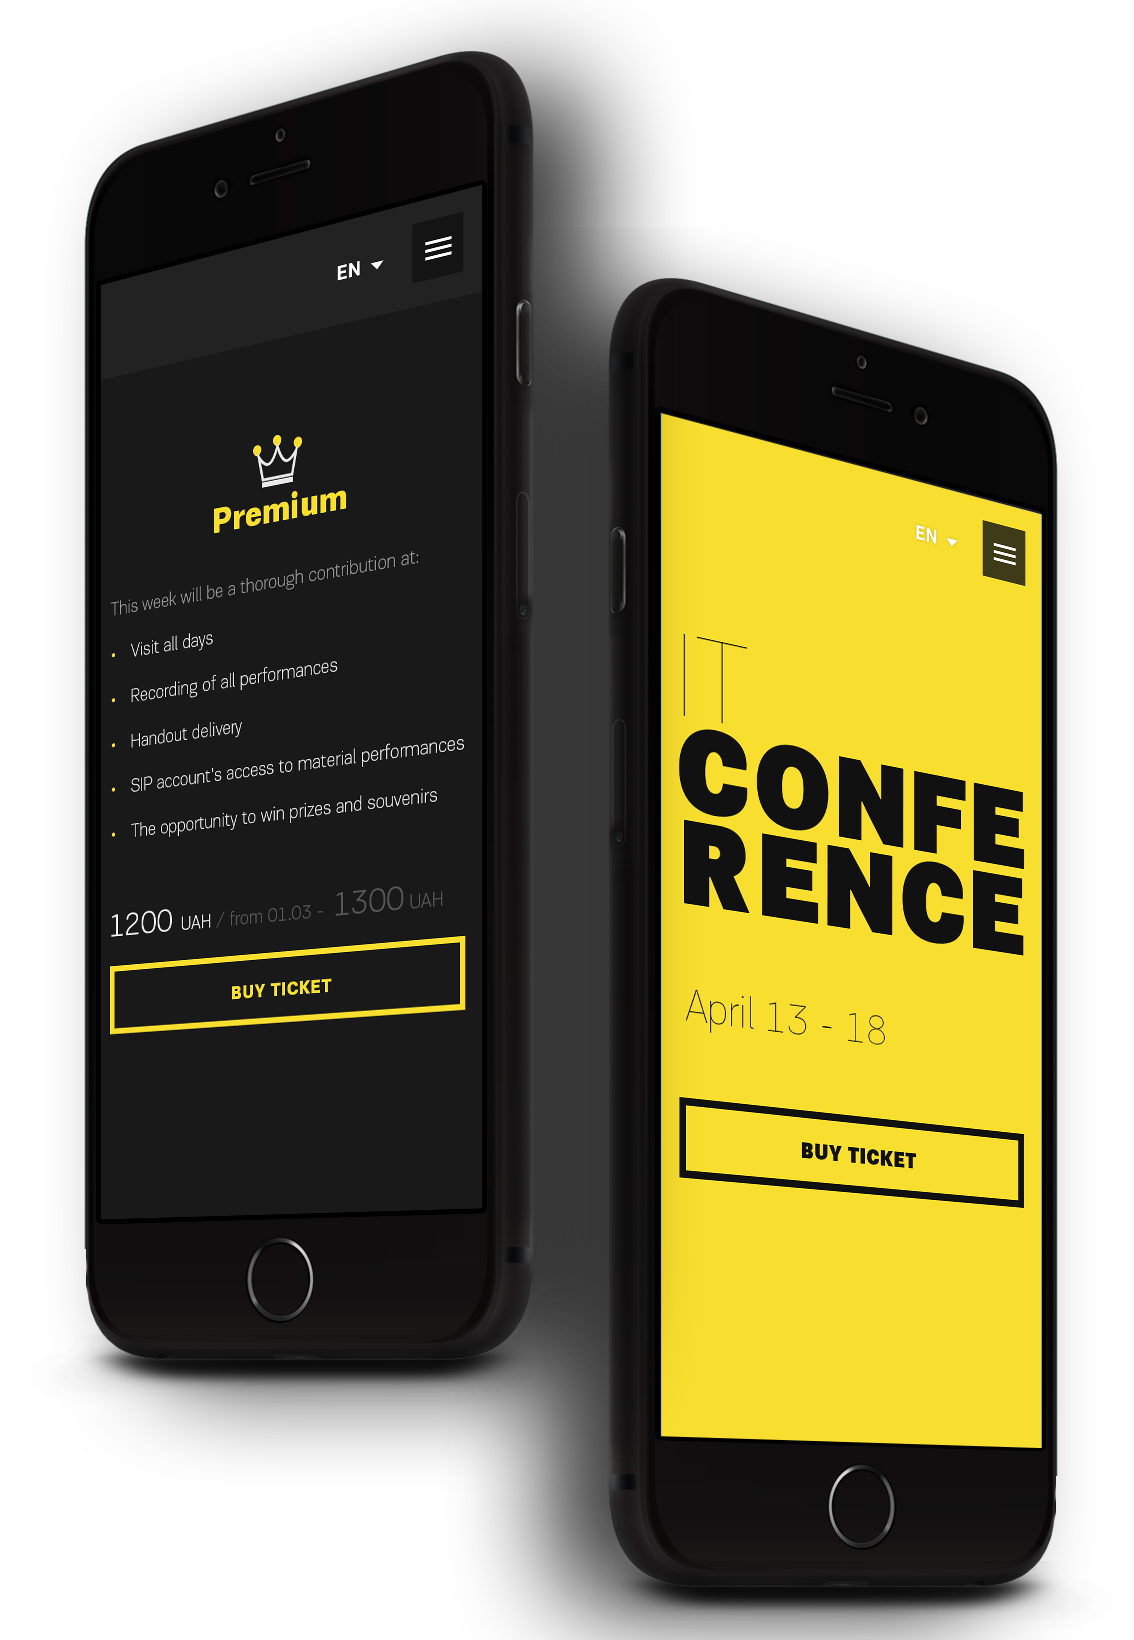 EN
Premium
This week will be a thorough contribution at:
Visit all days
Recording of all performances
Handout delivery
SIP account's access to material performances
The opportunity to win prizes and souvenirs
1200 UAH / from 01.03 - 1300 UAH
BUY TICKET
EN
IT
CONFE
RENCE
April 13 - 18
BUY TICKET